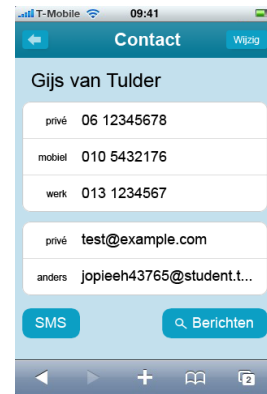 T-Mobile 09:41
Contact Wijzig
Gijs van Tulder
privé 06 12345678
mobiel 010 5432176
werk 013 1234567
privé test@example.com
anders jopieeh43765@student.t...
SMS Berichten
2